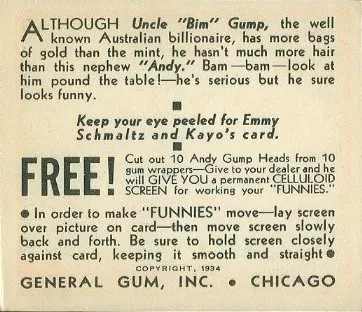 ALTHOUGH Uncle "Bim" Gump, the well
known Australian billionaire, has more bags
of gold than the mint, he hasn't much more hair
than this nephew "Andy." Bam—bam—look at
him pound the table!—he's serious but he sure
looks funny.
Keep your eye peeled for Emmy
Schmaltz and Kayo's card.
FREE! Cut out 10 Andy Gump Heads from 10
gum wrappers—Give to your dealer and he
will GIVE YOU a permanent CELLULOID
SCREEN for working your "FUNNIES."
● In order to make "FUNNIES" move—lay screen
over picture on card—then move screen slowly
back and forth. Be sure to hold screen closely
against card, keeping it smooth and straight ●
COPYRIGHT, 1934
GENERAL GUM, INC. ● CHICAGO